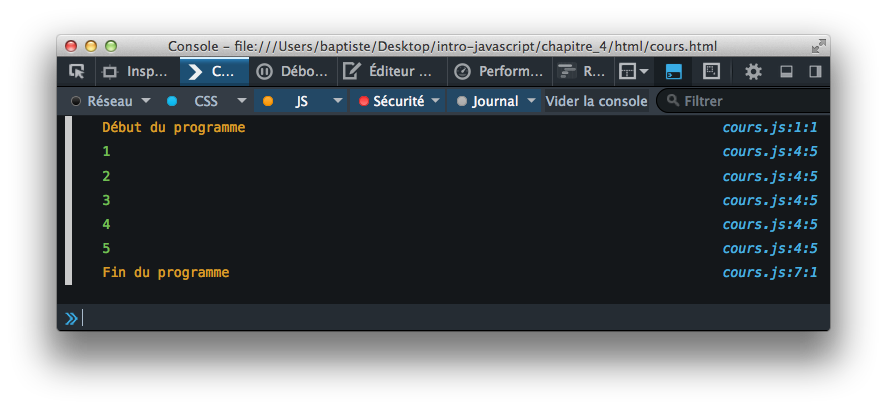 Console – file:///Users/baptiste/Desktop/intro-javascript/chapitre_4/html/cours.html
Insp... C... Débo... Éditeur ... Perform... R...
Réseau CSS JS Sécurité Journal Vider la console Filtrer
Début du programme cours.js:1:1
1 cours.js:4:5
2 cours.js:4:5
3 cours.js:4:5
4 cours.js:4:5
5 cours.js:4:5
Fin du programme cours.js:7:1